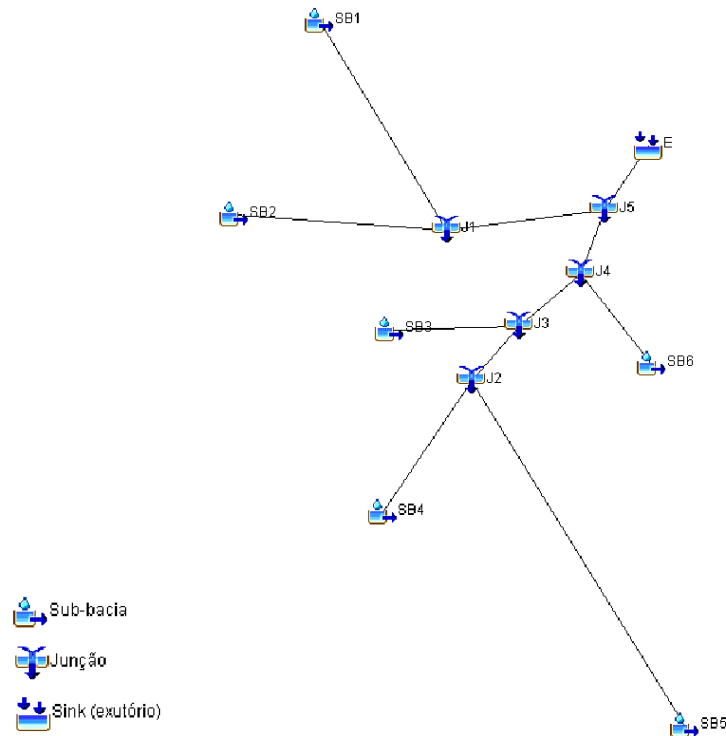 SB1
E
SB2
J1
J5
J4
SB3
J3
SB6
J2
SB4
Sub-bacia
Junção
Sink (exutório)
SB5